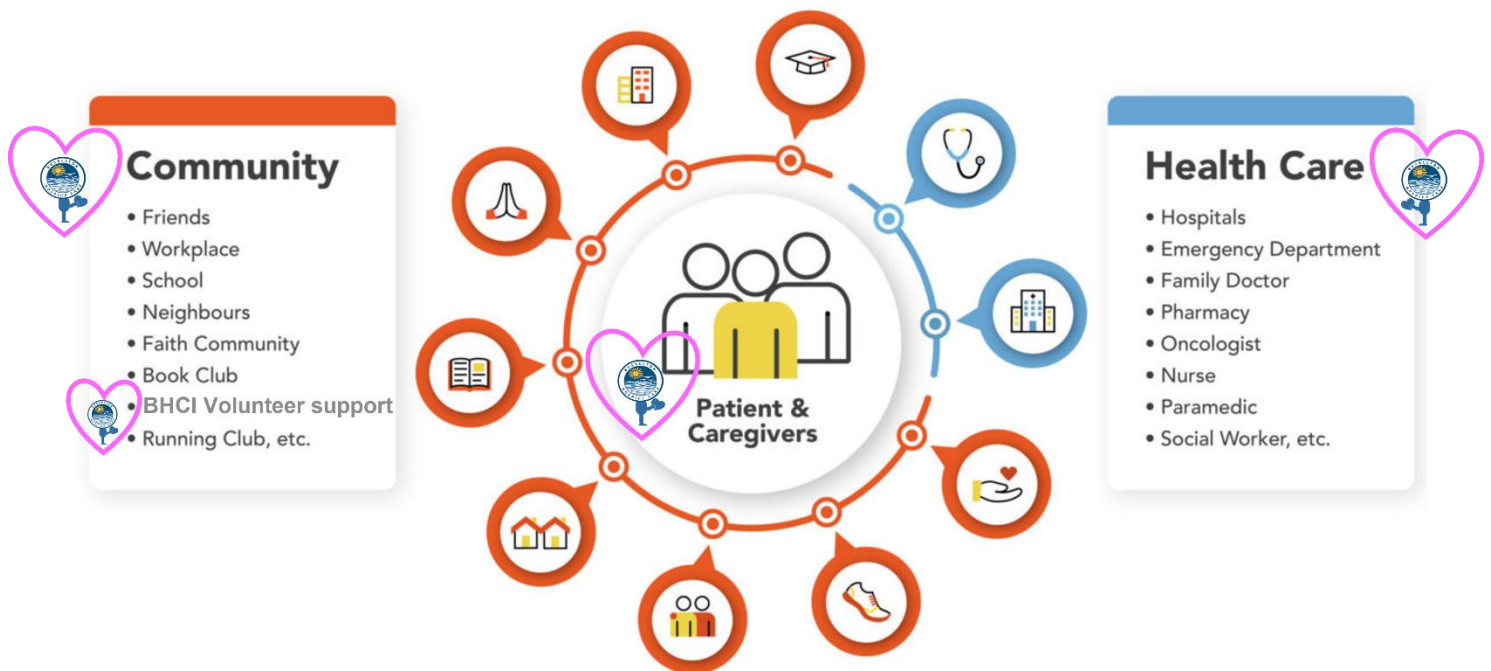 Community
• Friends
• Workplace
• School
• Neighbours
• Faith Community
• Book Club
• BHCI Volunteer support
• Running Club, etc.
Patient &
Caregivers
Health Care
• Hospitals
• Emergency Department
• Family Doctor
• Pharmacy
• Oncologist
• Nurse
• Paramedic
• Social Worker, etc.